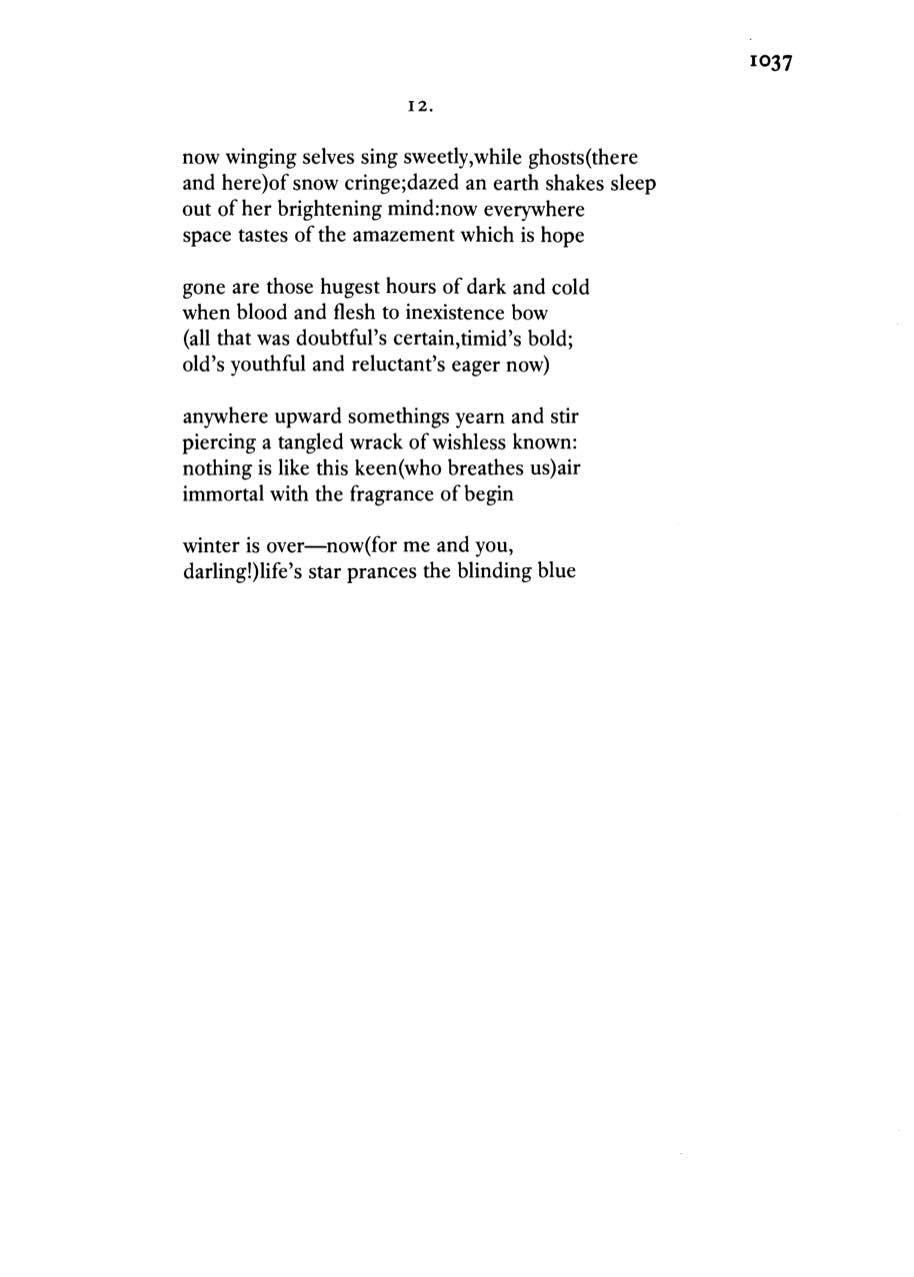 1037
12.
now winging selves sing sweetly,while ghosts(there
and here)of snow cringe;dazed an earth shakes sleep
out of her brightening mind:now everywhere
space tastes of the amazement which is hope
gone are those hugest hours of dark and cold
when blood and flesh to inexistence bow
(all that was doubtful's certain,timid's bold;
old's youthful and reluctant's eager now)
anywhere upward somethings yearn and stir
piercing a tangled wrack of wishless known:
nothing is like this keen(who breathes us)air
immortal with the fragrance of begin
winter is over—now(for me and you,
darling!)life's star prances the blinding blue